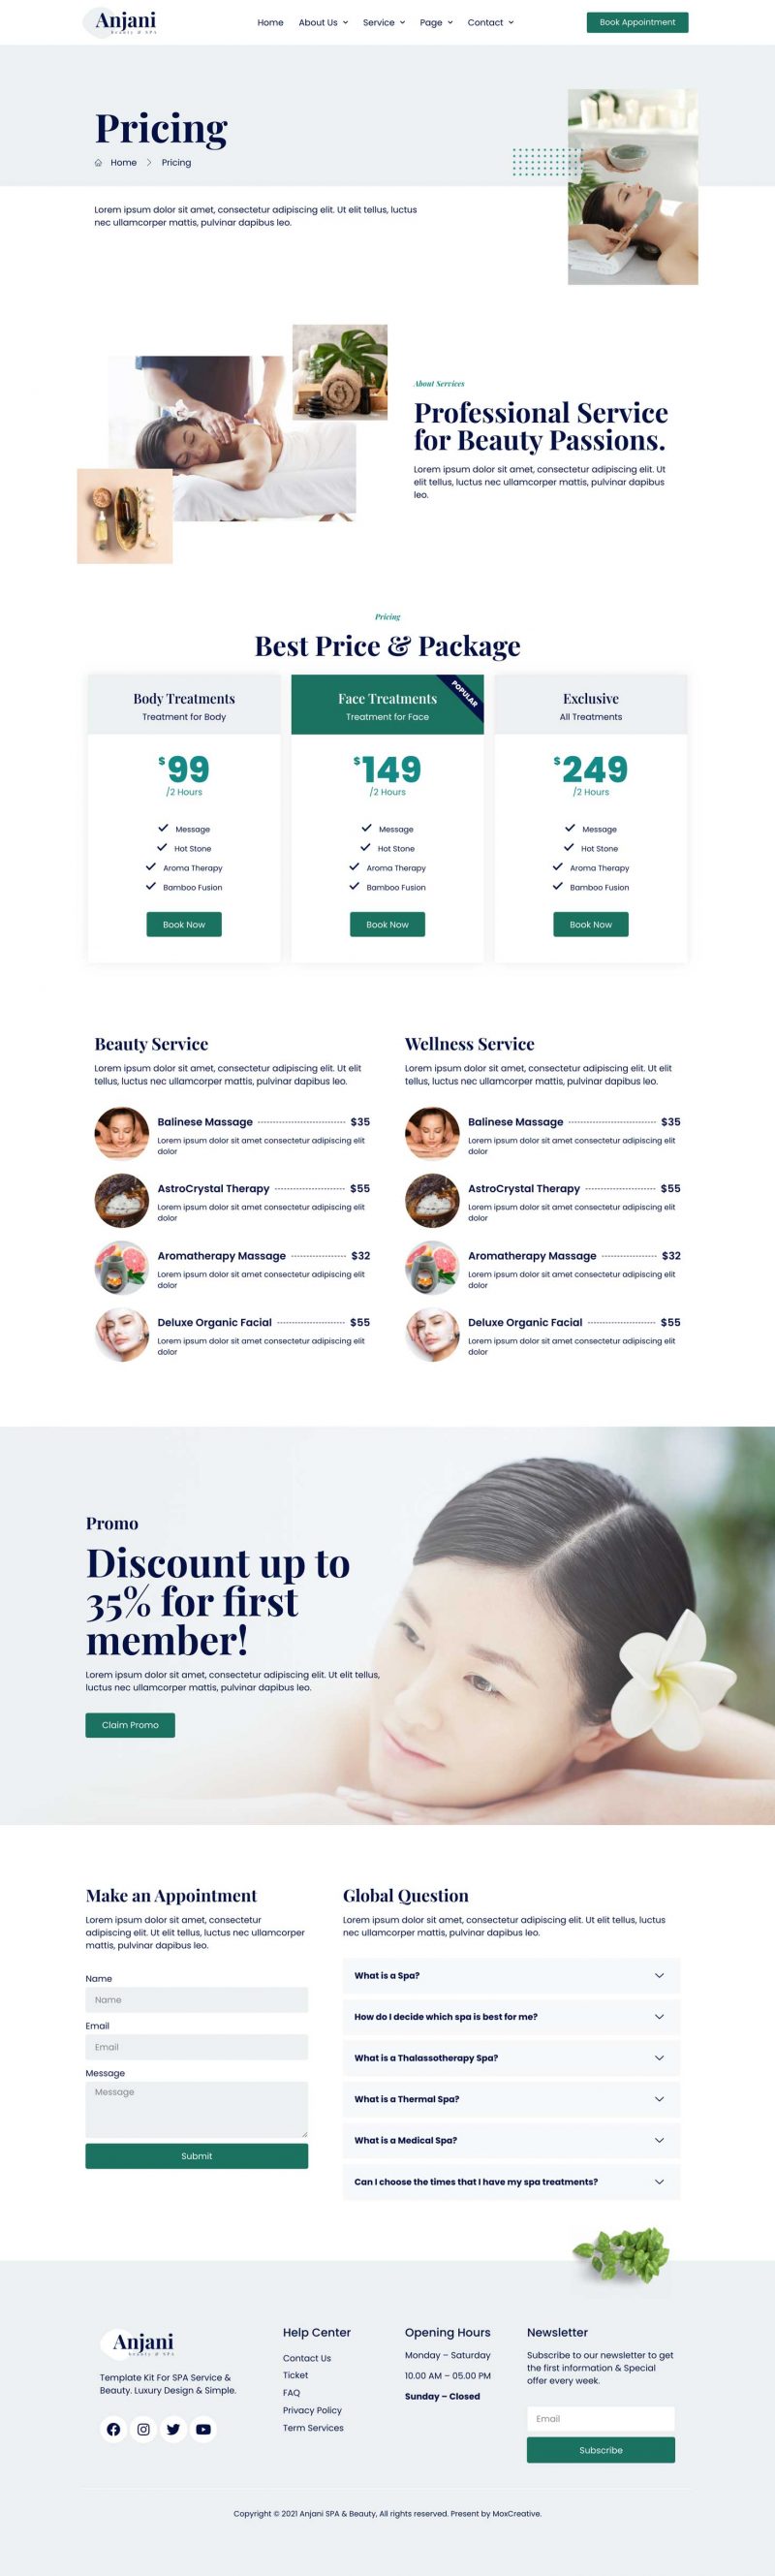 Anjani
Beauty & SPA
Home About Us Service Page Contact
Book Appointment
Pricing
Home Pricing
Lorem ipsum dolor sit amet, consectetur adipiscing elit. Ut elit tellus, luctus
nec ullamcorper mattis, pulvinar dapibus leo.
About Services
Professional Service
for Beauty Passions.
Lorem ipsum dolor sit amet, consectetur adipiscing elit. Ut
elit tellus, luctus nec ullamcorper mattis, pulvinar dapibus
leo.
Pricing
Best Price & Package
Body Treatments
Treatment for Body
$99
/2 Hours
Message
Hot Stone
Aroma Therapy
Bamboo Fusion
Book Now
Face Treatments
POPULAR
Treatment for Face
$149
/2 Hours
Message
Hot Stone
Aroma Therapy
Bamboo Fusion
Book Now
Exclusive
All Treatments
$249
/2 Hours
Message
Hot Stone
Aroma Therapy
Bamboo Fusion
Book Now
Beauty Service
Lorem ipsum dolor sit amet, consectetur adipiscing elit. Ut elit
tellus, luctus nec ullamcorper mattis, pulvinar dapibus leo.
Balinese Massage $35
Lorem ipsum dolor sit amet consectetur adipiscing elit
dolor
AstroCrystal Therapy $55
Lorem ipsum dolor sit amet consectetur adipiscing elit
dolor
Aromatherapy Massage $32
Lorem ipsum dolor sit amet consectetur adipiscing elit
dolor
Deluxe Organic Facial $55
Lorem ipsum dolor sit amet consectetur adipiscing elit
dolor
Wellness Service
Lorem ipsum dolor sit amet, consectetur adipiscing elit. Ut elit
tellus, luctus nec ullamcorper mattis, pulvinar dapibus leo.
Balinese Massage $35
Lorem ipsum dolor sit amet consectetur adipiscing elit
dolor
AstroCrystal Therapy $55
Lorem ipsum dolor sit amet consectetur adipiscing elit
dolor
Aromatherapy Massage $32
Lorem ipsum dolor sit amet consectetur adipiscing elit
dolor
Deluxe Organic Facial $55
Lorem ipsum dolor sit amet consectetur adipiscing elit
dolor
Promo
Discount up to
35% for first
member!
Lorem ipsum dolor sit amet, consectetur adipiscing elit. Ut elit tellus,
luctus nec ullamcorper mattis, pulvinar dapibus leo.
Claim Promo
Make an Appointment
Lorem ipsum dolor sit amet, consectetur
adipiscing elit. Ut elit tellus, luctus nec ullamcorper
mattis, pulvinar dapibus leo.
Name
Name
Email
Email
Message
Message
Submit
Global Question
Lorem ipsum dolor sit amet, consectetur adipiscing elit. Ut elit tellus, luctus
nec ullamcorper mattis, pulvinar dapibus leo.
What is a Spa?
How do I decide which spa is best for me?
What is a Thalassotherapy Spa?
What is a Thermal Spa?
What is a Medical Spa?
Can I choose the times that I have my spa treatments?
Anjani
Beauty & SPA
Template Kit For SPA Service &
Beauty. Luxury Design & Simple.
Help Center
Contact Us
Ticket
FAQ
Privacy Policy
Term Services
Opening Hours
Monday – Saturday
10.00 AM – 05.00 PM
Sunday – Closed
Newsletter
Subscribe to our newsletter to get
the first information & Special
offer every week.
Email
Subscribe
Copyright © 2021 Anjani SPA & Beauty, All rights reserved. Present by MoxCreative.